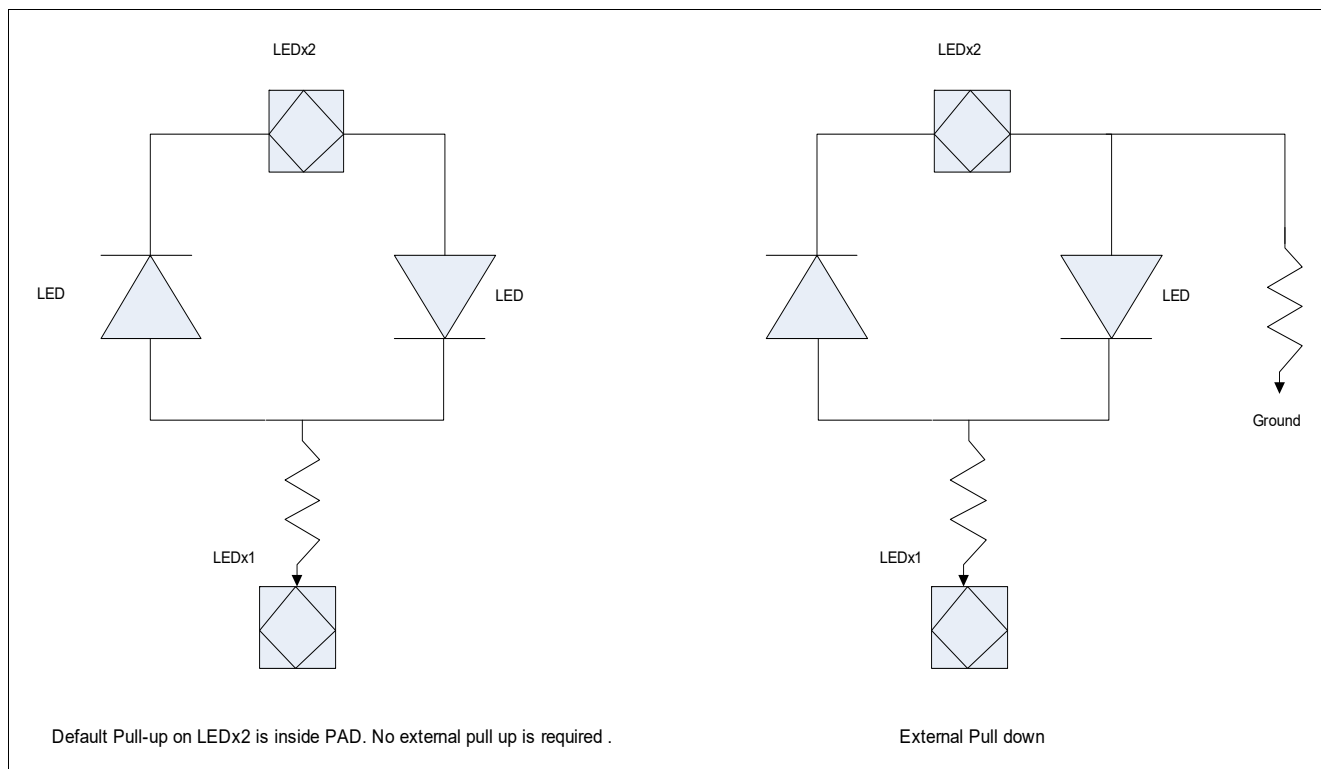 LEDx2
LEDx2
LED
LED
LED
Ground
LEDx1
LEDx1
Default Pull-up on LEDx2 is inside PAD. No external pull up is required .
External Pull down